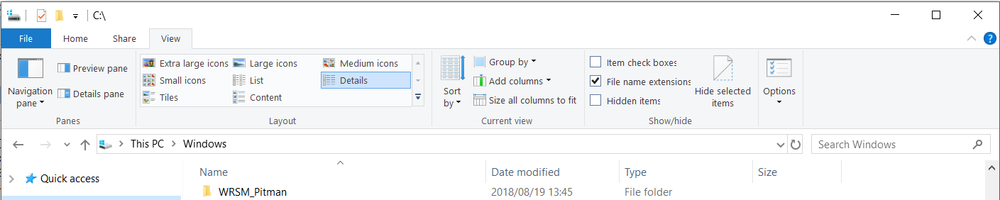 C:\
File Home Share View
Extra large icons Large icons Medium icons Group by Item check boxes
Preview pane
Small icons List Details Add columns File name extensions
Navigation pane Details pane Sort by Hide selected items Options
Tiles Content Size all columns to fit Hidden items
Panes Layout Current view Show/hide
This PC Windows Search Windows
Quick access Name Date modified Type Size
WRSM_Pitman 2018/08/19 13:45 File folder